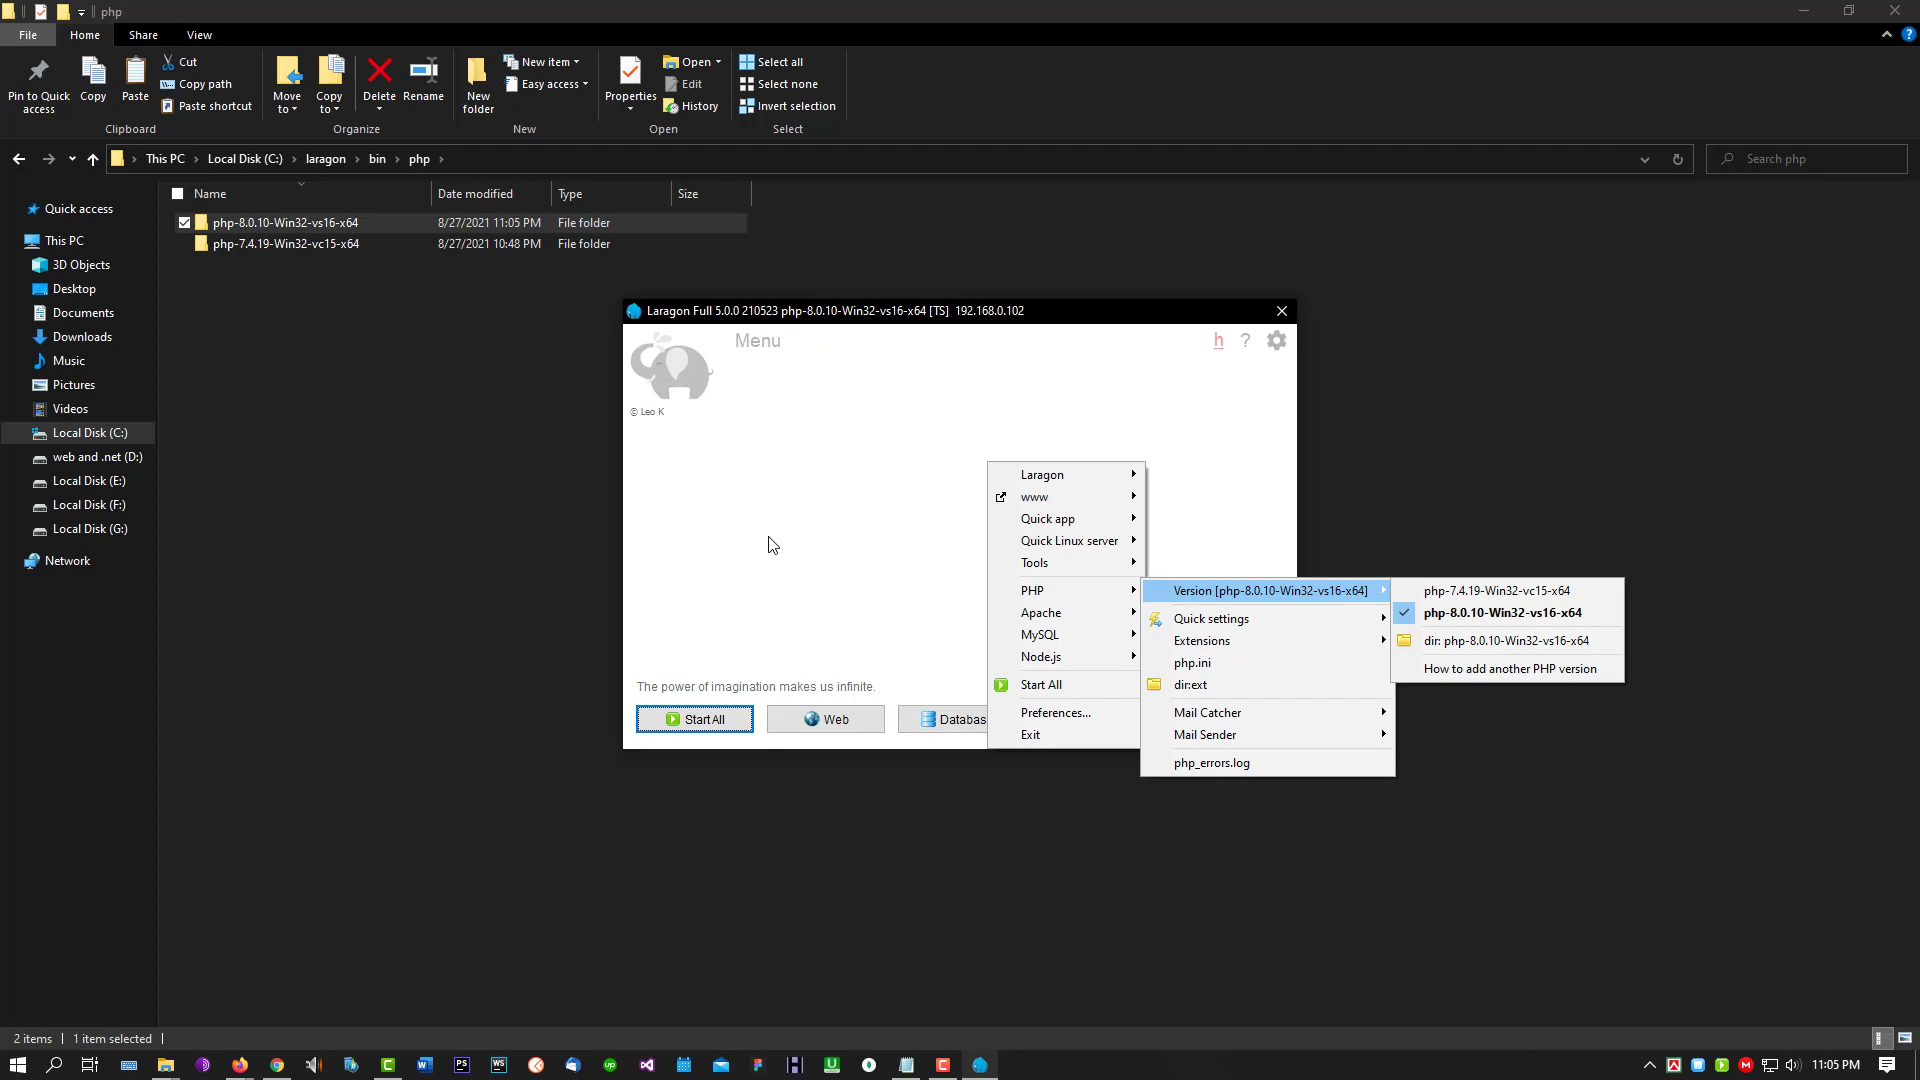 php
File
Home
Share
View
Pin to Quick
access
Copy
Paste
Cut
Copy path
Paste shortcut
Clipboard
Move
to
Copy
to
Delete
Rename
Organize
New
folder
New item
Easy access
New
Properties
Open
Edit
History
Open
Select all
Select none
Invert selection
Select
This PC
Local Disk (C:)
laragon
bin
php
Search php
Name
Date modified
Type
Size
php-8.0.10-Win32-vs16-x64
8/27/2021 11:05 PM
File folder
php-7.4.19-Win32-vc15-x64
8/27/2021 10:48 PM
File folder
Quick access
This PC
3D Objects
Desktop
Documents
Downloads
Music
Pictures
Videos
Local Disk (C:)
web and .net (D:)
Local Disk (E:)
Local Disk (F:)
Local Disk (G:)
Network
Laragon Full 5.0.0 210523 php-8.0.10-Win32-vs16-x64 [TS] 192.168.0.102
Menu
h
?
© Leo K
The power of imagination makes us infinite.
Start All
Web
Databas
Laragon
www
Quick app
Quick Linux server
Tools
PHP
Apache
MySQL
Node.js
Start All
Preferences...
Exit
Version [php-8.0.10-Win32-vs16-x64]
Quick settings
Extensions
php.ini
dir:ext
Mail Catcher
Mail Sender
php_errors.log
php-7.4.19-Win32-vc15-x64
php-8.0.10-Win32-vs16-x64
dir: php-8.0.10-Win32-vs16-x64
How to add another PHP version
2 items
1 item selected
11:05 PM